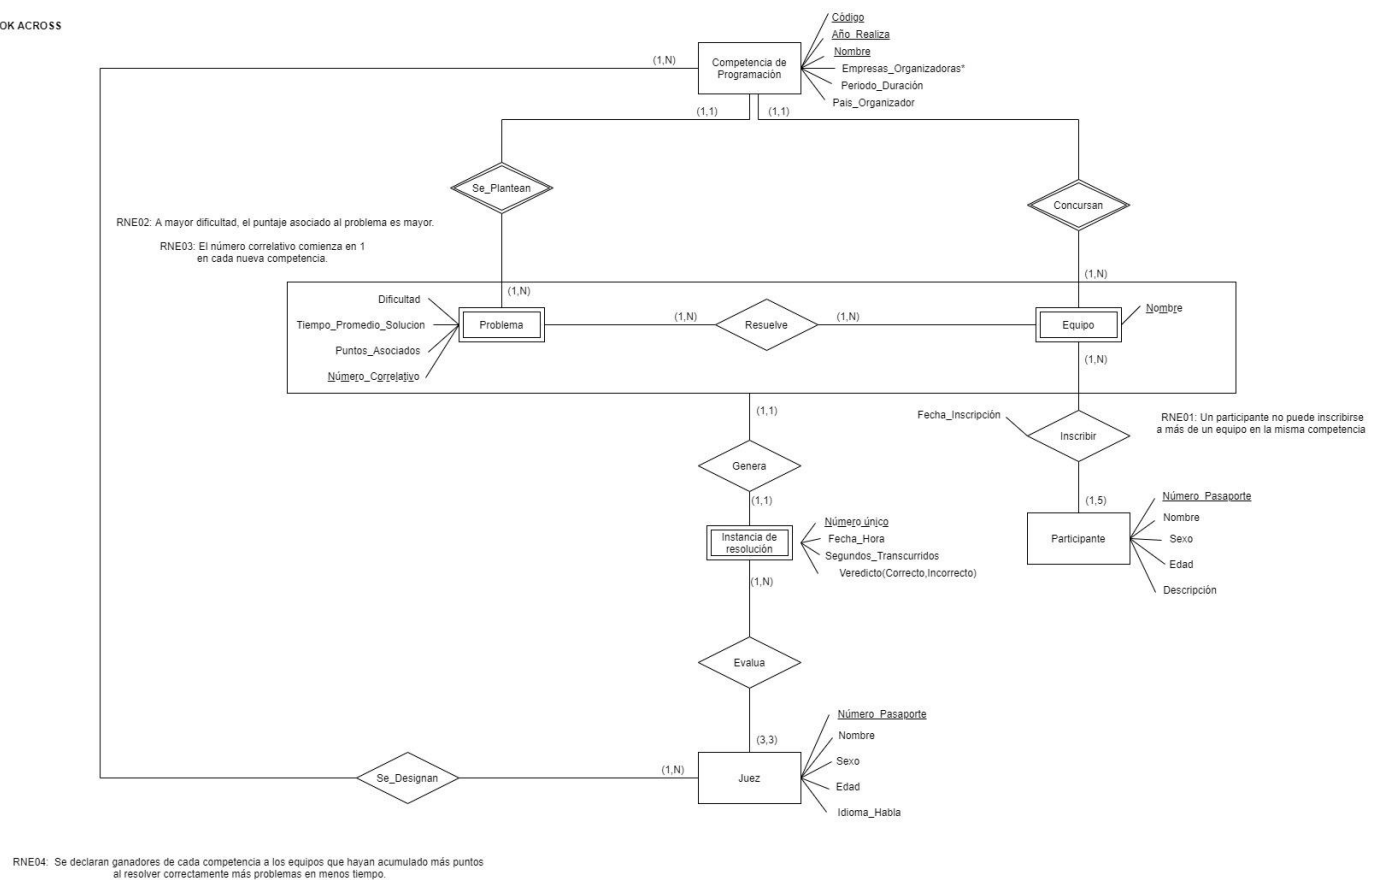 OK ACROSS
Código
Año_Realiza
Nombre
Empresas_Organizadoras*
Periodo_Duración
Pais_Organizador
Competencia de
Programación
(1,N)
(1,1)
(1,1)
Se_Plantean
Concursan
RNE02: A mayor dificultad, el puntaje asociado al problema es mayor.
RNE03: El número correlativo comienza en 1
en cada nueva competencia.
(1,N)
(1,N)
Dificultad
Tiempo_Promedio_Solucion
Puntos_Asociados
Número_Correlativo
Problema
(1,N)
Resuelve
(1,N)
Equipo
Nombre
(1,N)
(1,1)
Fecha_Inscripción
Inscribir
RNE01: Un participante no puede inscribirse
a más de un equipo en la misma competencia
Genera
(1,1)
(1,5)
Instancia de
resolución
Número único
Fecha_Hora
Segundos_Transcurridos
Veredicto(Correcto,Incorrecto)
Participante
Número_Pasaporte
Nombre
Sexo
Edad
Descripción
(1,N)
Evalua
(3,3)
Se_Designan
(1,N)
Juez
Número_Pasaporte
Nombre
Sexo
Edad
Idioma_Habla
RNE04: Se declaran ganadores de cada competencia a los equipos que hayan acumulado más puntos
al resolver correctamente más problemas en menos tiempo.